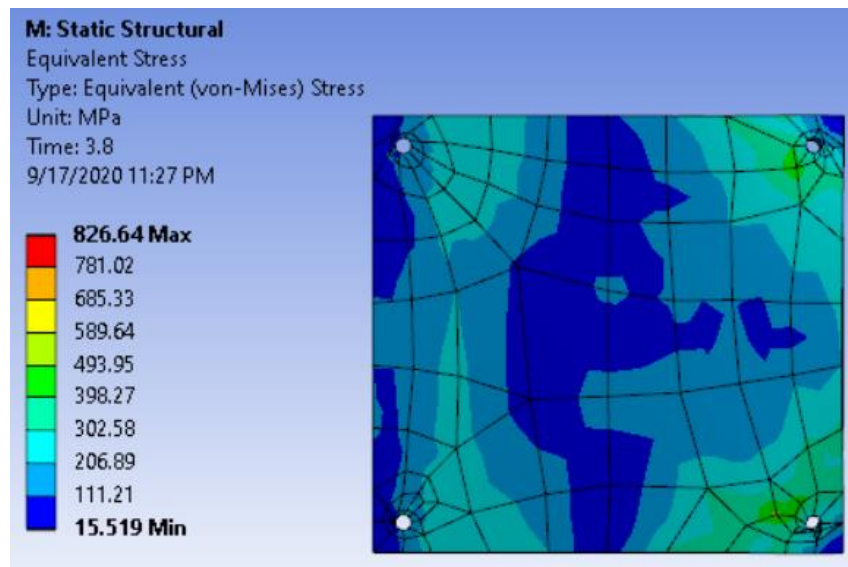 M: Static Structural
Equivalent Stress
Type: Equivalent (von-Mises) Stress
Unit: MPa
Time: 3.8
9/17/2020 11:27 PM
826.64 Max
781.02
685.33
589.64
493.95
398.27
302.58
206.89
111.21
15.519 Min